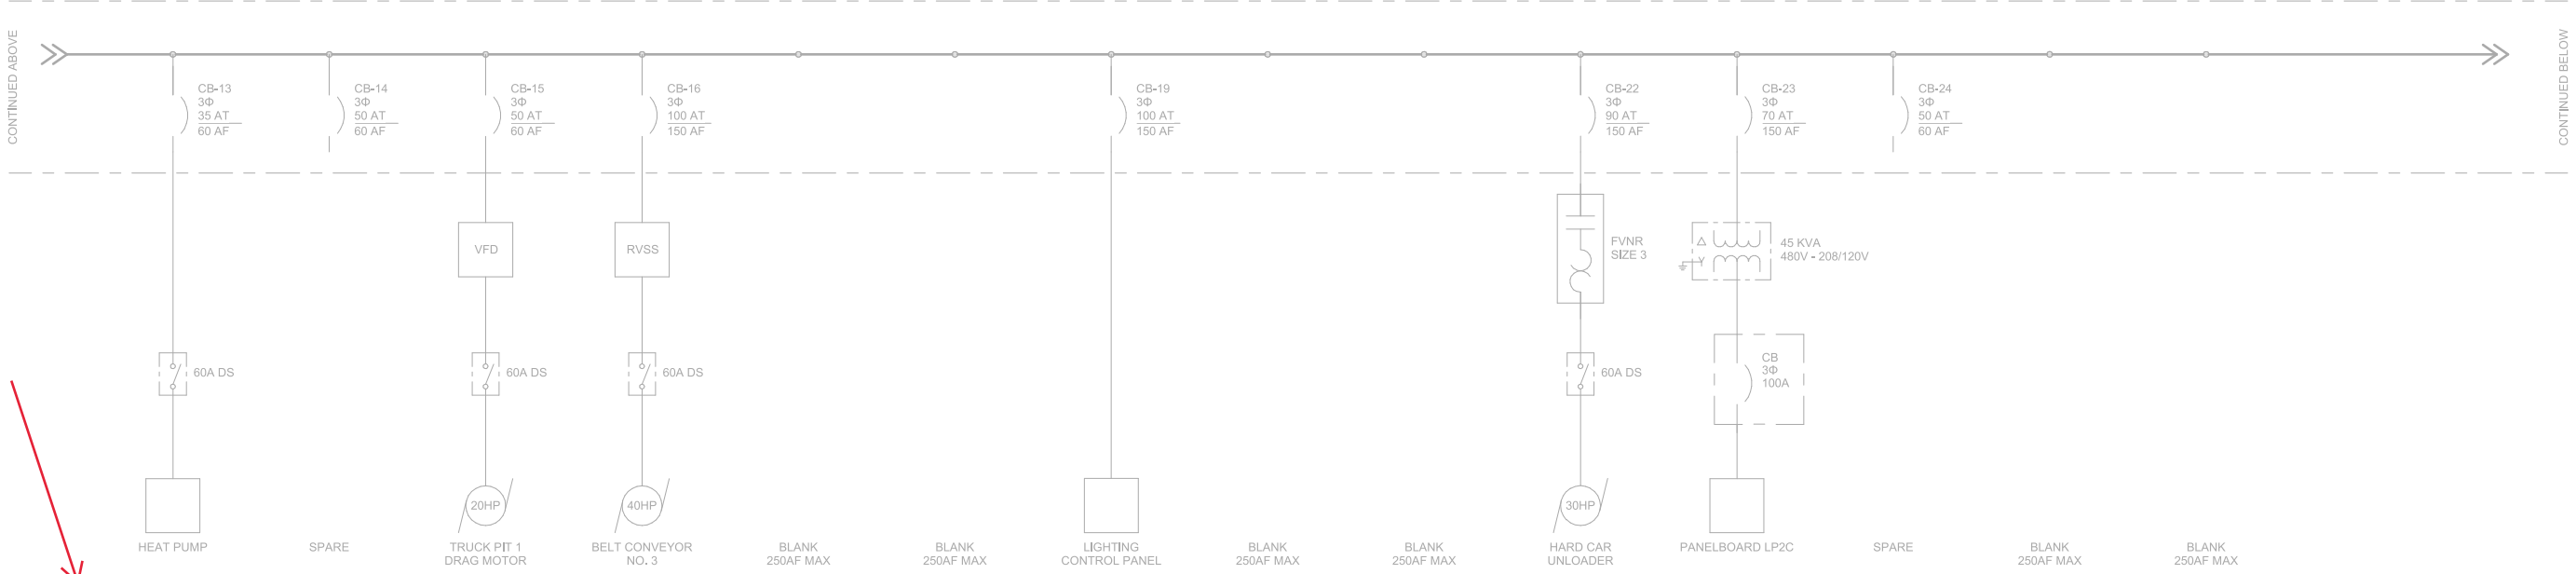 CONTINUED ABOVE
CB-13
3Φ
35 AT
60 AF
CB-14
3Φ
50 AT
60 AF
CB-15
3Φ
50 AT
60 AF
CB-16
3Φ
100 AT
150 AF
CB-19
3Φ
100 AT
150 AF
CB-22
3Φ
90 AT
150 AF
CB-23
3Φ
70 AT
150 AF
CB-24
3Φ
50 AT
60 AF
CONTINUED BELOW
VFD
RVSS
FVNR
SIZE 3
Δ
Y
45 KVA
480V - 208/120V
60A DS
60A DS
60A DS
60A DS
CB
3Φ
100A
20HP
40HP
30HP
HEAT PUMP
SPARE
TRUCK PIT 1
DRAG MOTOR
BELT CONVEYOR
NO. 3
BLANK
250AF MAX
BLANK
250AF MAX
LIGHTING
CONTROL PANEL
BLANK
250AF MAX
BLANK
250AF MAX
HARD CAR
UNLOADER
PANELBOARD LP2C
SPARE
BLANK
250AF MAX
BLANK
250AF MAX